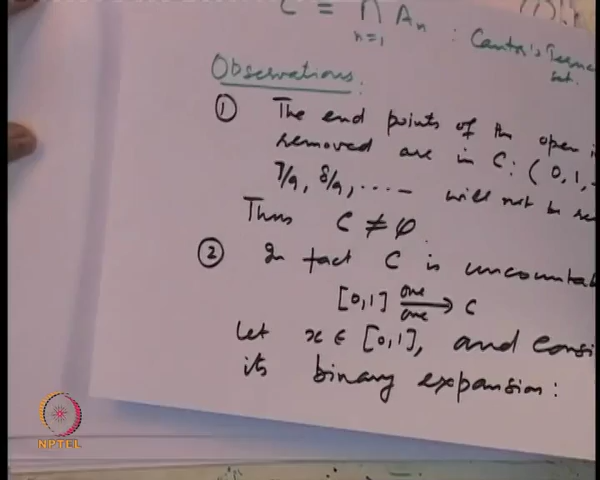 C = ∩ Aₙ : Cantor's
n=1
Observations:
① The end points of the open
removed are in C: ( 0, 1,
7/9, 8/9, ..... will not be
Thus C ≠ φ.
② In fact C is
[0,1] one
one → C
Let x ∈ [0,1], and
its binary expansion:
NPTEL